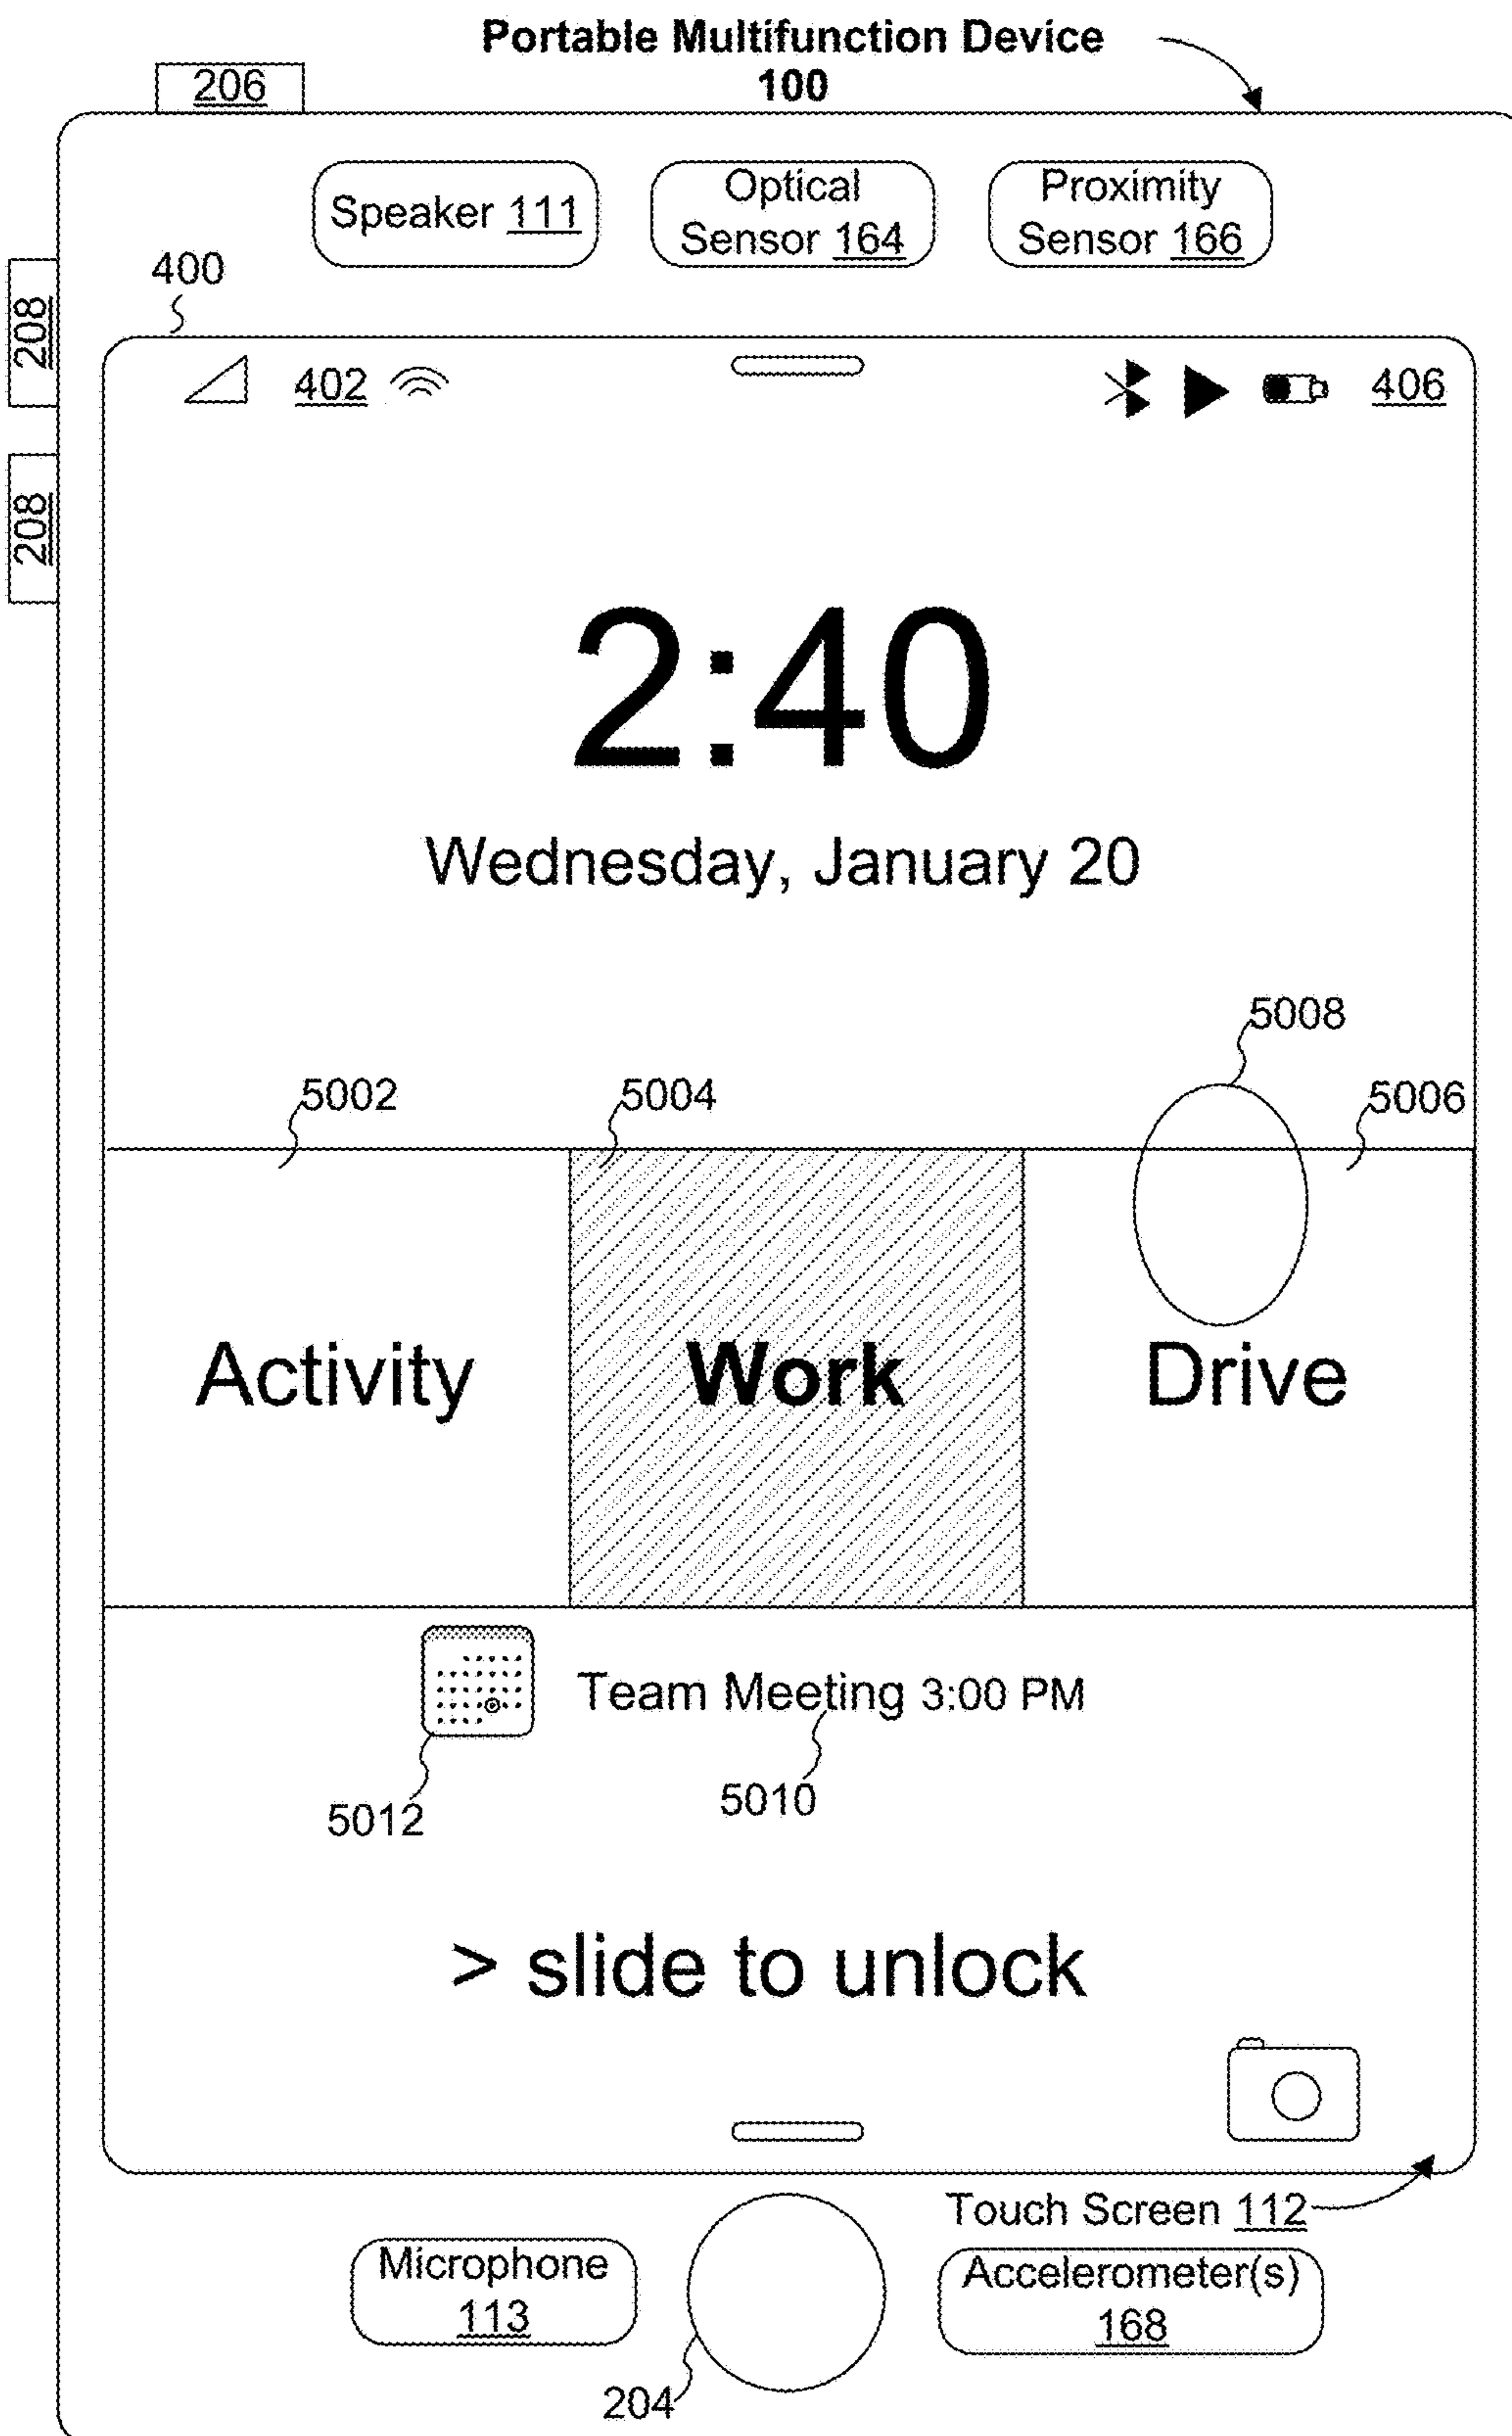 Portable Multifunction Device
100
206
Speaker 111
Optical
Sensor 164
Proximity
Sensor 166
400
208
208
402
406
2:40
Wednesday, January 20
5008
5002
5004
5006
Activity
Work
Drive
Team Meeting 3:00 PM
5012
5010
> slide to unlock
Touch Screen 112
Microphone
113
Accelerometer(s)
168
204